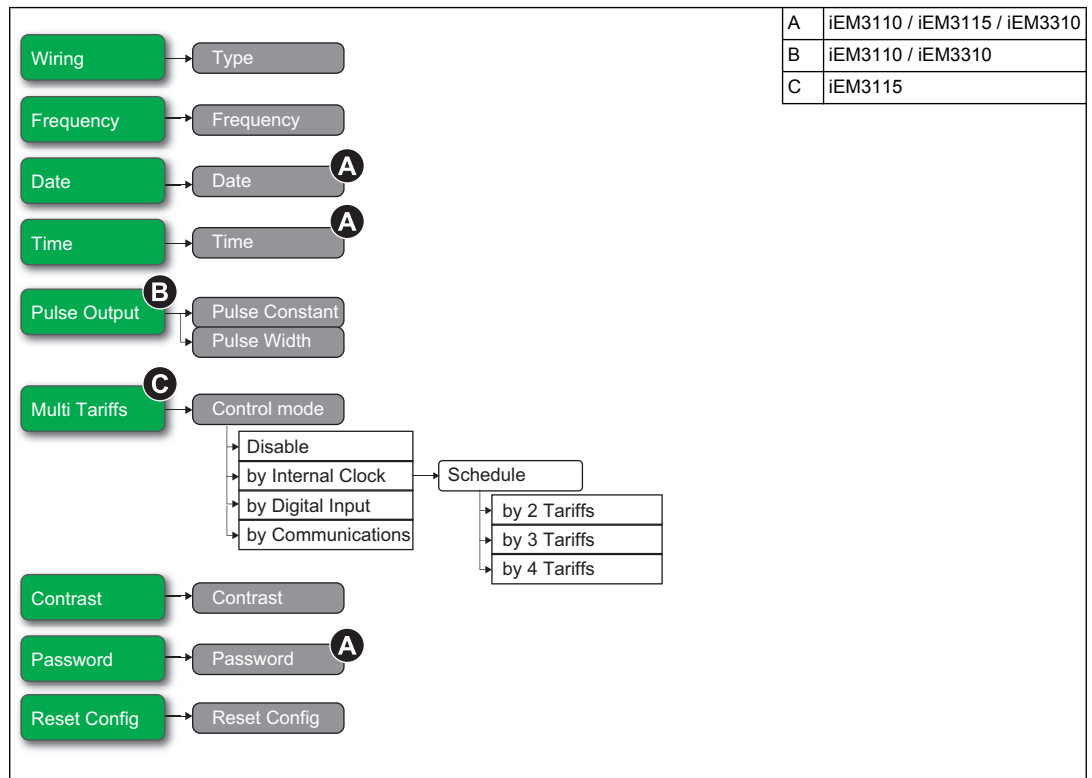 A iEM3110 / iEM3115 / iEM3310
B iEM3110 / iEM3310
C iEM3115
Wiring Type
Frequency Frequency
Date Date A
Time Time A
Pulse Output B Pulse Constant
Pulse Width
Multi Tariffs C Control mode
Disable
by Internal Clock Schedule
by Digital Input by 2 Tariffs
by Communications by 3 Tariffs
by 4 Tariffs
Contrast Contrast
Password Password A
Reset Config Reset Config